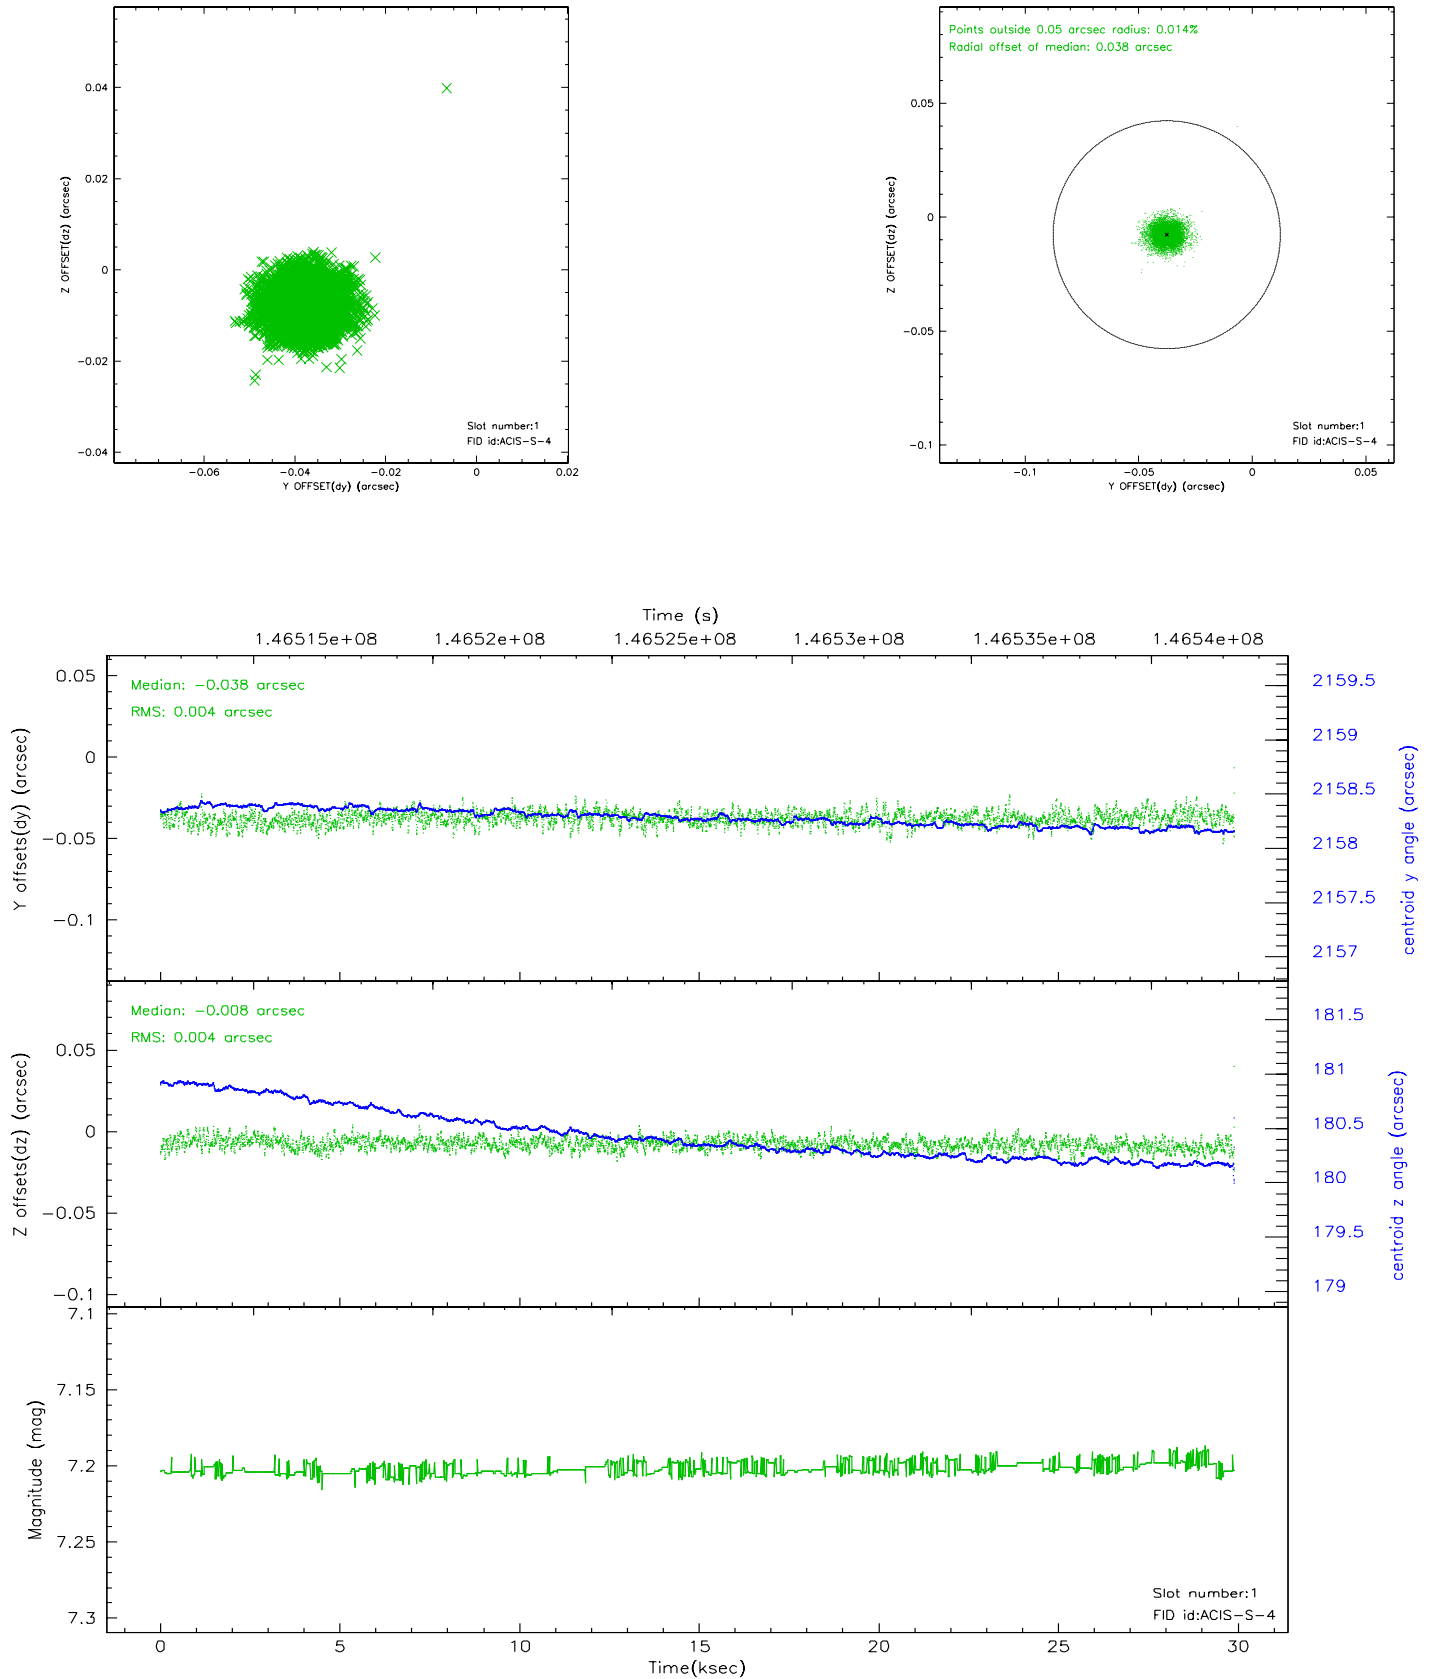 0.04
0.02
0
-0.02
-0.04
Z OFFSET(dz) (arcsec)
Slot number:1
FID id:ACIS-S-4
-0.06 -0.04 -0.02 0 0.02
Y OFFSET(dy) (arcsec)
Points outside 0.05 arcsec radius: 0.014%
Radial offset of median: 0.038 arcsec
0.05
0
-0.05
-0.1
Z OFFSET(dz) (arcsec)
Slot number:1
FID id:ACIS-S-4
-0.1 -0.05 0 0.05
Y OFFSET(dy) (arcsec)
Time (s)
1.46515e+08 1.4652e+08 1.46525e+08 1.4653e+08 1.46535e+08 1.4654e+08
Median: -0.038 arcsec
RMS: 0.004 arcsec
0.05
0
-0.05
-0.1
Y offsets(dy) (arcsec)
2159.5
2159
2158.5
2158
2157.5
2157
centroid y angle (arcsec)
Median: -0.008 arcsec
RMS: 0.004 arcsec
0.05
0
-0.05
-0.1
Z offsets(dz) (arcsec)
181.5
181
180.5
180
179.5
179
centroid z angle (arcsec)
7.1
7.15
7.2
7.25
7.3
Magnitude (mag)
Slot number:1
FID id:ACIS-S-4
0 5 10 15 20 25 30
Time(ksec)